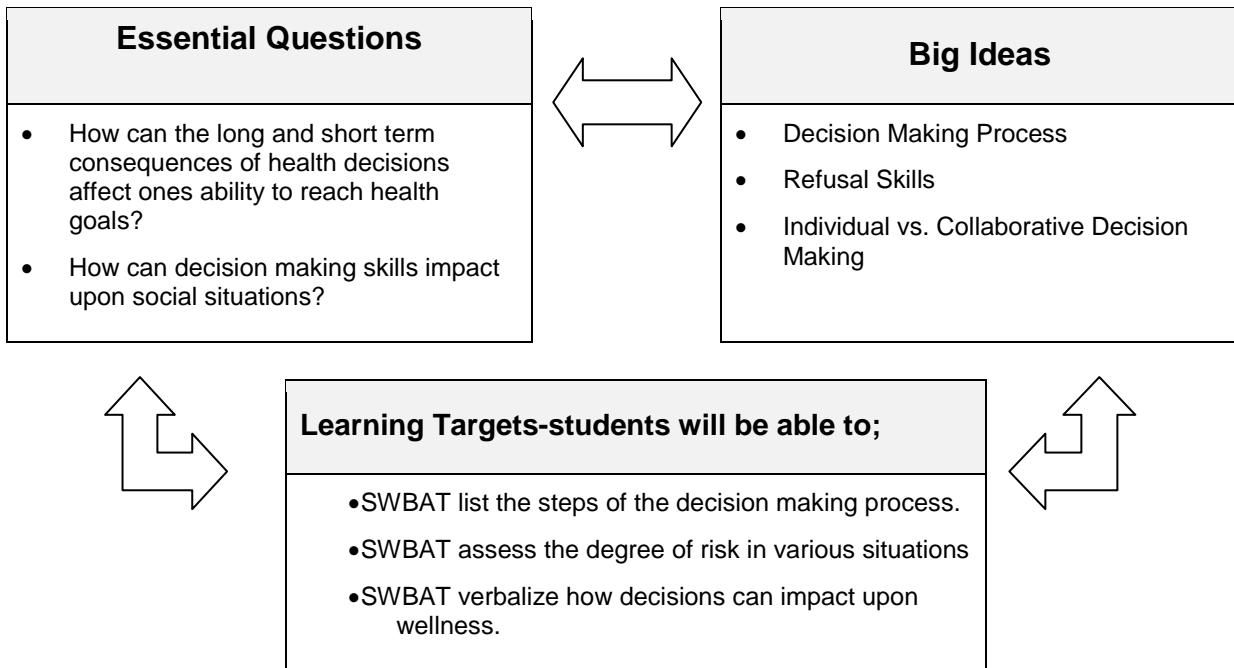 Essential Questions
• How can the long and short term
consequences of health decisions
affect ones ability to reach health
goals?
• How can decision making skills impact
upon social situations?
Big Ideas
• Decision Making Process
• Refusal Skills
• Individual vs. Collaborative Decision
Making
Learning Targets-students will be able to;
•SWBAT list the steps of the decision making process.
•SWBAT assess the degree of risk in various situations
•SWBAT verbalize how decisions can impact upon
wellness.